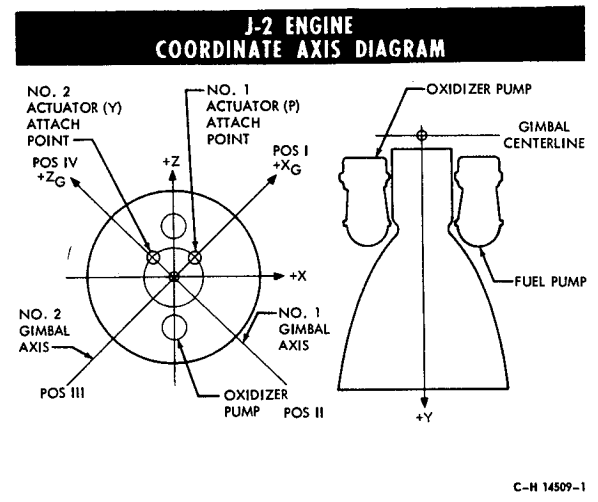 J-2 ENGINE
COORDINATE AXIS DIAGRAM
NO. 2
ACTUATOR (Y)
ATTACH
POINT
NO. 1
ACTUATOR (P)
ATTACH
POINT
POS IV
+ZG
+Z
POS I
+XG
+X
NO. 2
GIMBAL
AXIS
NO. 1
GIMBAL
AXIS
POS III
OXIDIZER
PUMP
POS II
OXIDIZER PUMP
GIMBAL
CENTERLINE
FUEL PUMP
+Y
C-H 14509-1